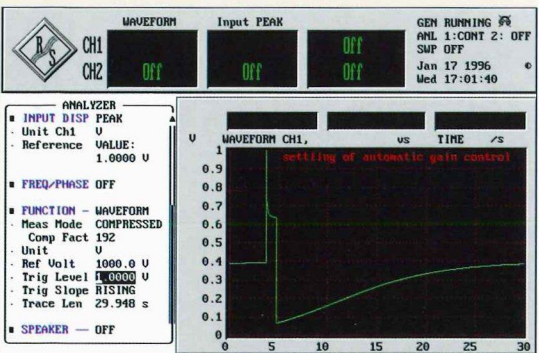 R
S
WAVEFORM
Input PEAK
CH1
Off
CH2
Off
Off
Off
GEN RUNNING
ANL 1:CONT 2: OFF
SWP OFF
Jan 17 1996
Wed 17:01:40
ANALYZER
INPUT DISP PEAK
Unit Ch1 V
Reference VALUE:
1.0000 V
FREQ/PHASE OFF
FUNCTION - WAVEFORM
Meas Mode COMPRESSED
Comp Fact 192
Unit V
Ref Volt 1000.0 V
Trig Level 1.0000 V
Trig Slope RISING
Trace Len 29.948 s
SPEAKER — OFF
V WAVEFORM CH1, vs TIME /s
settling of automatic gain control
1
0.9
0.8
0.7
0.6
0.5
0.4
0.3
0.2
0.1
0
0 5 10 15 20 25 30